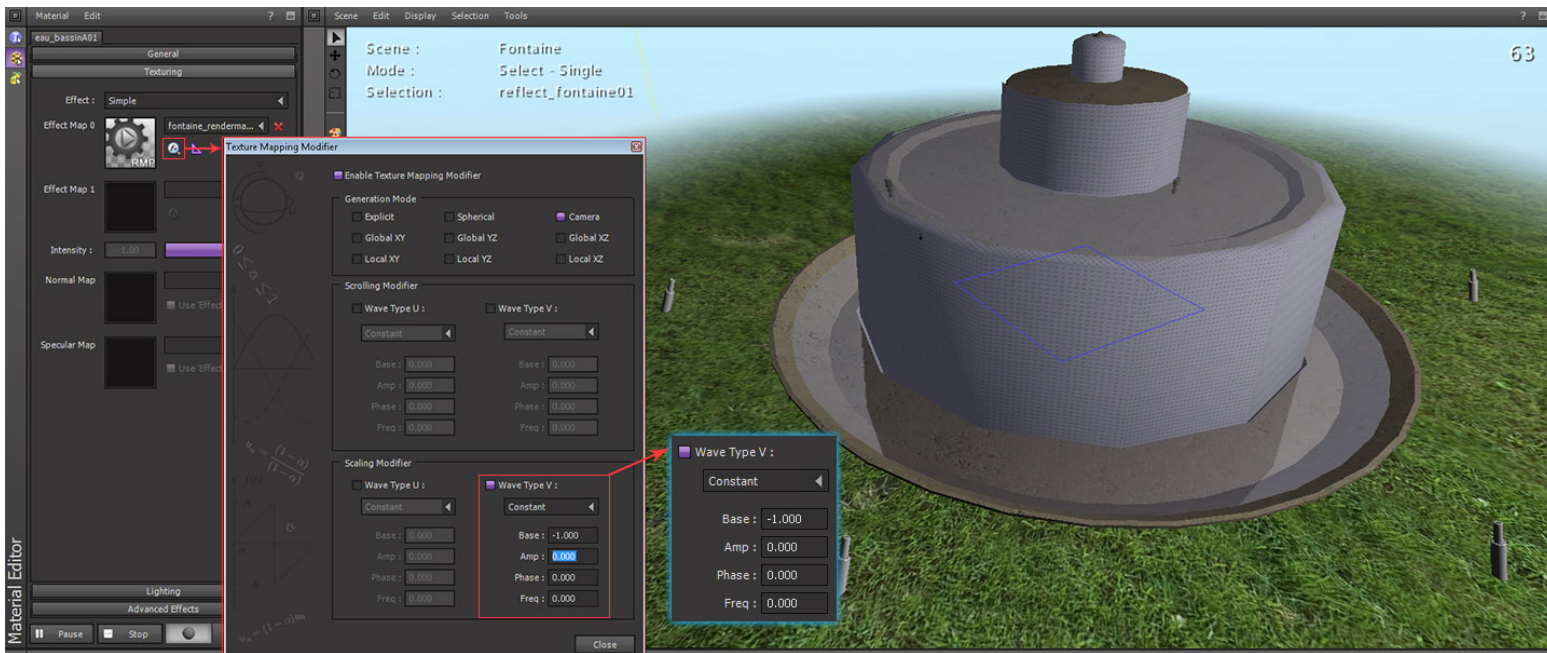 Material Edit ?
eau_bassinA01
General
Texturing
Effect : Simple
Effect Map 0
fontaine_renderma...
RMP
Effect Map 1
Intensity : 1.00
Normal Map
Use 'Effect
Specular Map
Use 'Effect
Lighting
Advanced Effects
Pause Stop
Material Editor
Texture Mapping Modifier
Enable Texture Mapping Modifier
Generation Mode
Explicit Spherical Camera
Global XY Global YZ Global XZ
Local XY Local YZ Local XZ
Scrolling Modifier
Wave Type U : Wave Type V :
Constant Constant
Base : 0.000 Base : 0.000
Amp : 0.000 Amp : 0.000
Phase : 0.000 Phase : 0.000
Freq : 0.000 Freq : 0.000
Scaling Modifier
Wave Type U : Wave Type V :
Constant Constant
Base : 0.000 Base : -1.000
Amp : 0.000 Amp : 0.000
Phase : 0.000 Phase : 0.000
Freq : 0.000 Freq : 0.000
Close
Scene Edit Display Selection Tools ?
Scene : Fontaine
Mode : Select - Single
Selection : reflect_fontaine01
63
Wave Type V :
Constant
Base : -1.000
Amp : 0.000
Phase : 0.000
Freq : 0.000